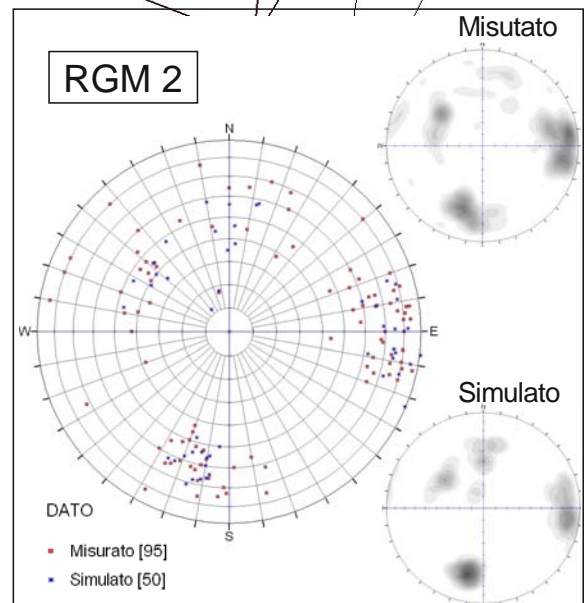 Misutato
RGM 2
N
W
E
S
Simulato
DATO
Misurato [95]
Simulato [50]